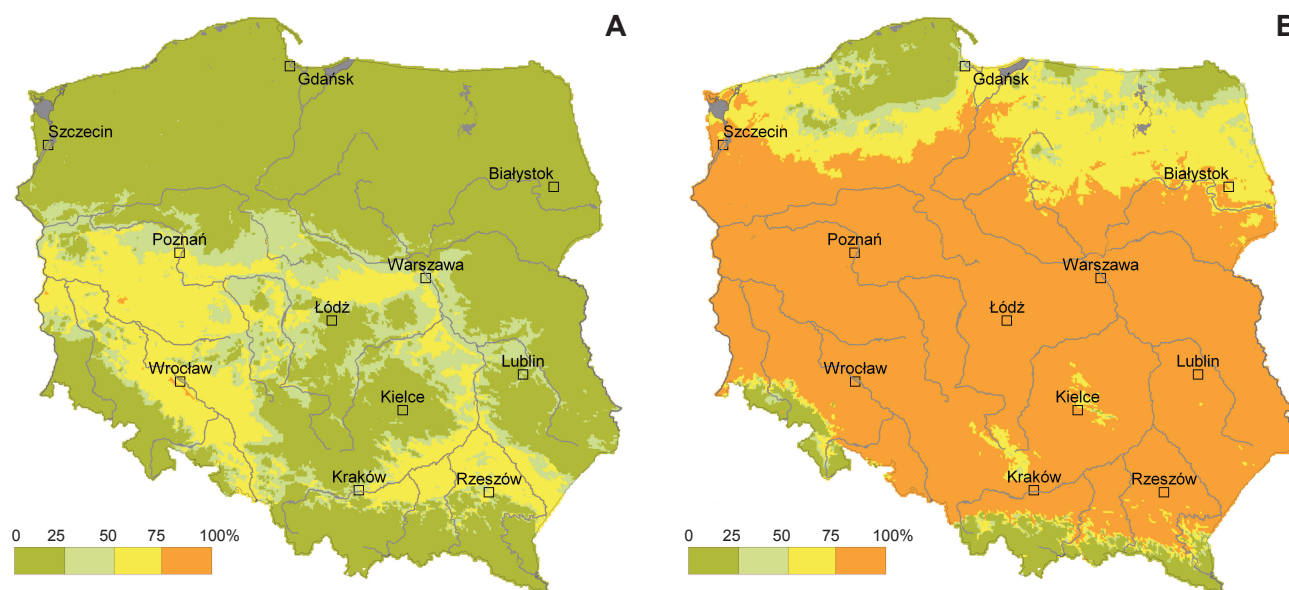 A
Gdańsk
Szczecin
Białystok
Poznań
Warszawa
Łódź
Wrocław
Lublin
Kielce
Kraków
Rzeszów
0 25 50 75 100%
B
Gdańsk
Szczecin
Białystok
Poznań
Warszawa
Łódź
Wrocław
Lublin
Kielce
Kraków
Rzeszów
0 25 50 75 100%